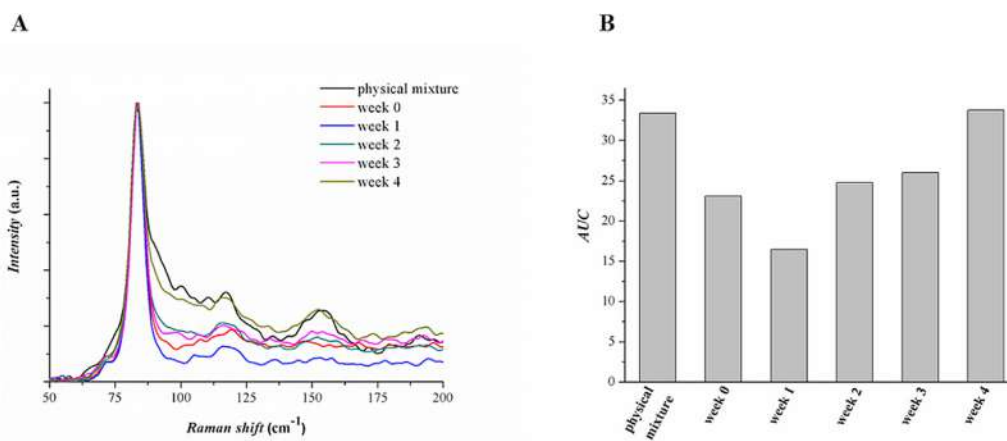 A
B
physical mixture
week 0
week 1
week 2
week 3
week 4
Intensity (a.u.)
50 75 100 125 150 175 200
Raman shift (cm⁻¹)
35
30
25
20
15
10
5
0
AUC
physical
mixture
week 0
week 1
week 2
week 3
week 4